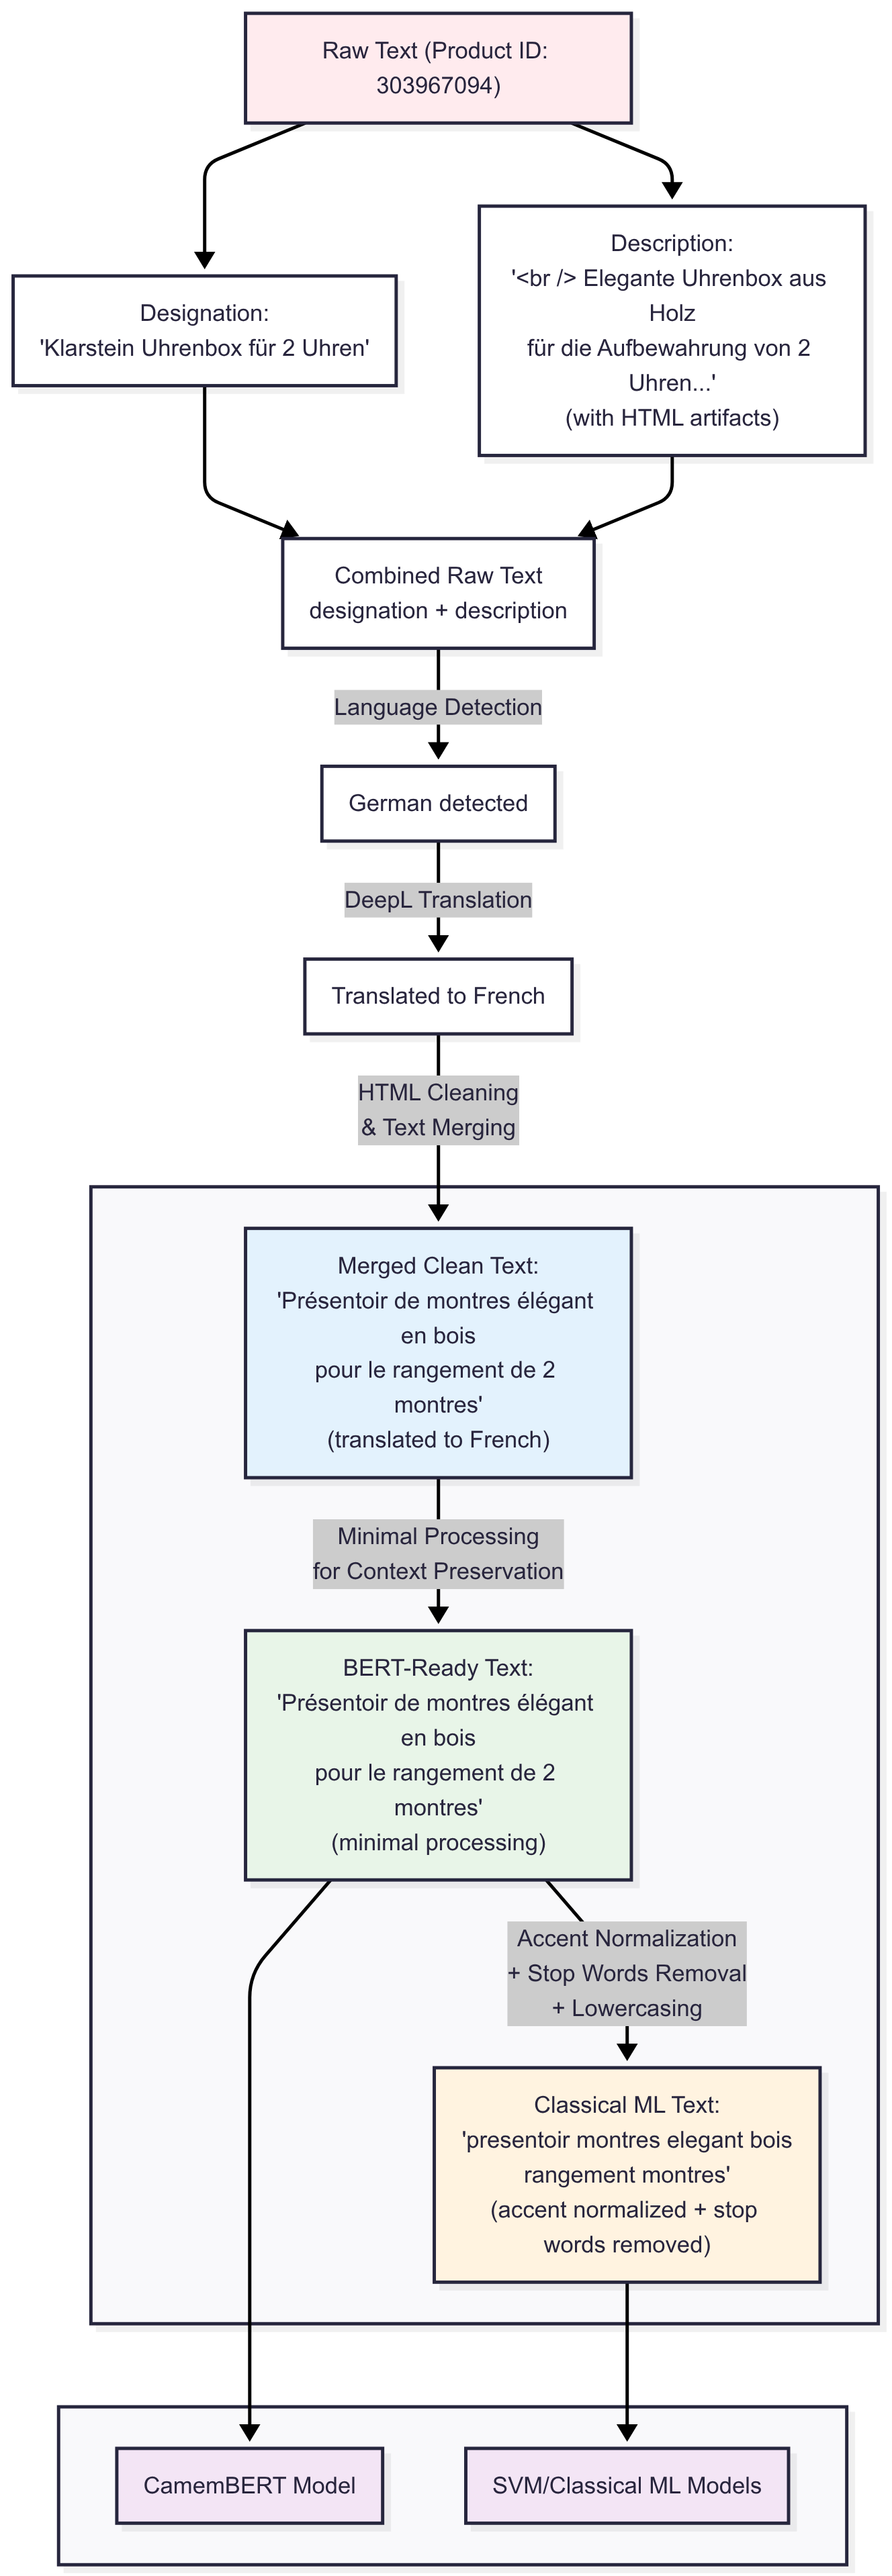 Raw Text (Product ID:
303967094)
Designation:
'Klarstein Uhrenbox für 2 Uhren'
Description:
'<br /> Elegante Uhrenbox aus
Holz
für die Aufbewahrung von 2
Uhren...'
(with HTML artifacts)
Combined Raw Text
designation + description
Language Detection
German detected
DeepL Translation
Translated to French
HTML Cleaning
& Text Merging
Merged Clean Text:
'Présentoir de montres élégant
en bois
pour le rangement de 2
montres'
(translated to French)
Minimal Processing
for Context Preservation
BERT-Ready Text:
'Présentoir de montres élégant
en bois
pour le rangement de 2
montres'
(minimal processing)
Accent Normalization
+ Stop Words Removal
+ Lowercasing
Classical ML Text:
'presentoir montres elegant bois
rangement montres'
(accent normalized + stop
words removed)
CamemBERT Model
SVM/Classical ML Models